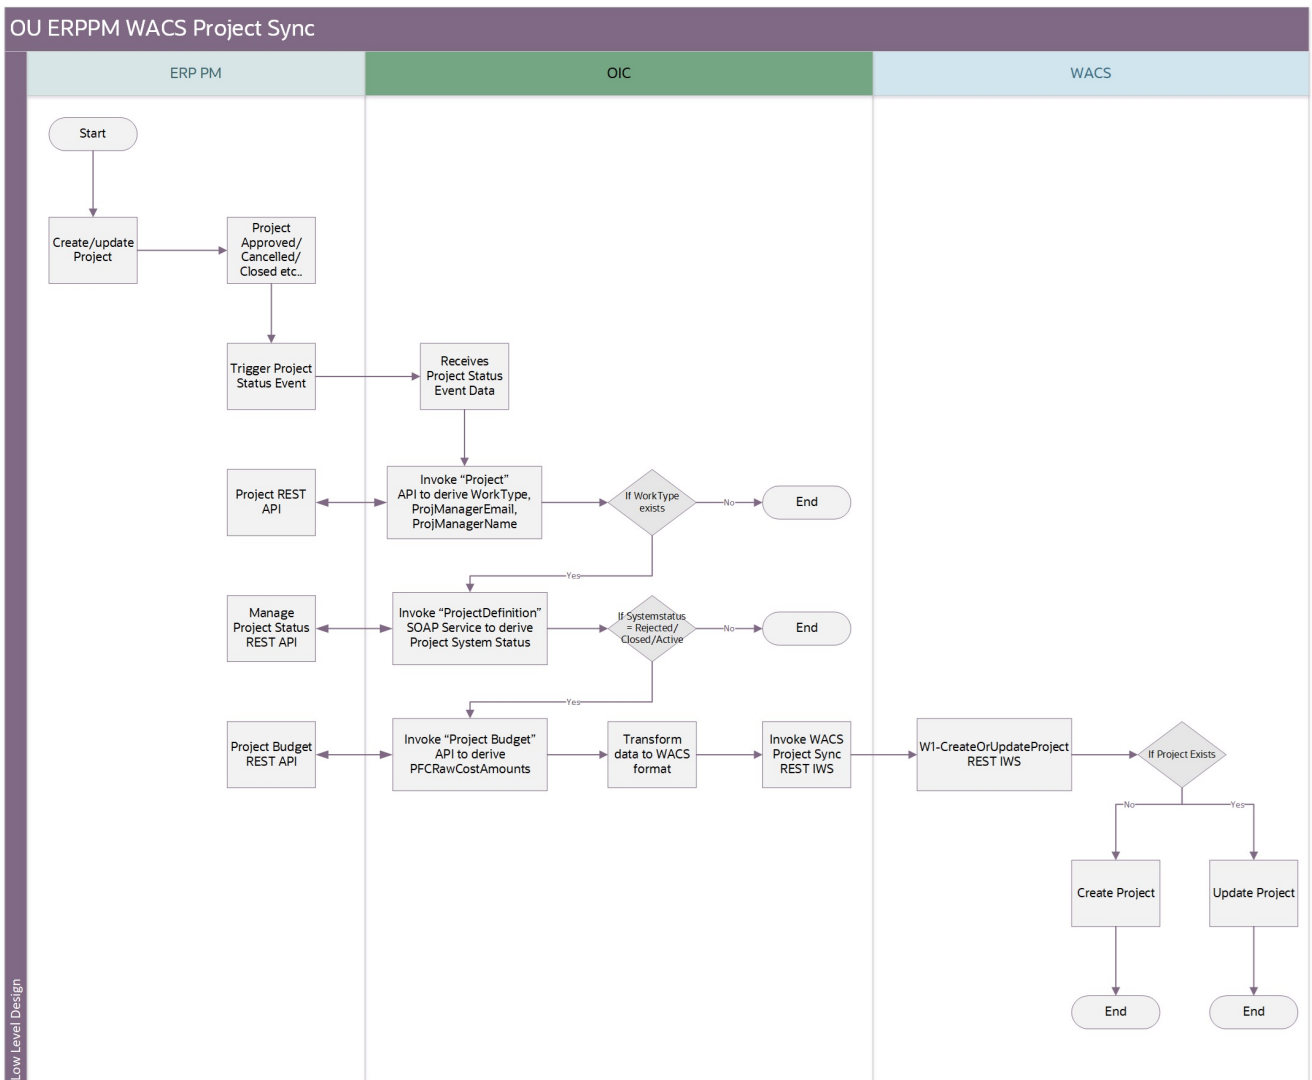 OU ERPPM WACS Project Sync
ERP PM
OIC
WACS
Start
Create/update
Project
Project
Approved/
Cancelled/
Closed etc..
Trigger Project
Status Event
Receives
Project Status
Event Data
Project REST
API
Invoke “Project”
API to derive WorkType,
ProjManagerEmail,
ProjManagerName
If WorkType
exists
No
End
Yes
Manage
Project Status
REST API
Invoke “ProjectDefinition”
SOAP Service to derive
Project System Status
If Systemstatus
= Rejected/
Closed/Active
No
End
Yes
Project Budget
REST API
Invoke “Project Budget”
API to derive
PFCRawCostAmounts
Transform
data to WACS
format
Invoke WACS
Project Sync
REST IWS
W1-CreateOrUpdateProject
REST IWS
If Project Exists
No
Yes
Create Project
Update Project
End
End
Low Level Design